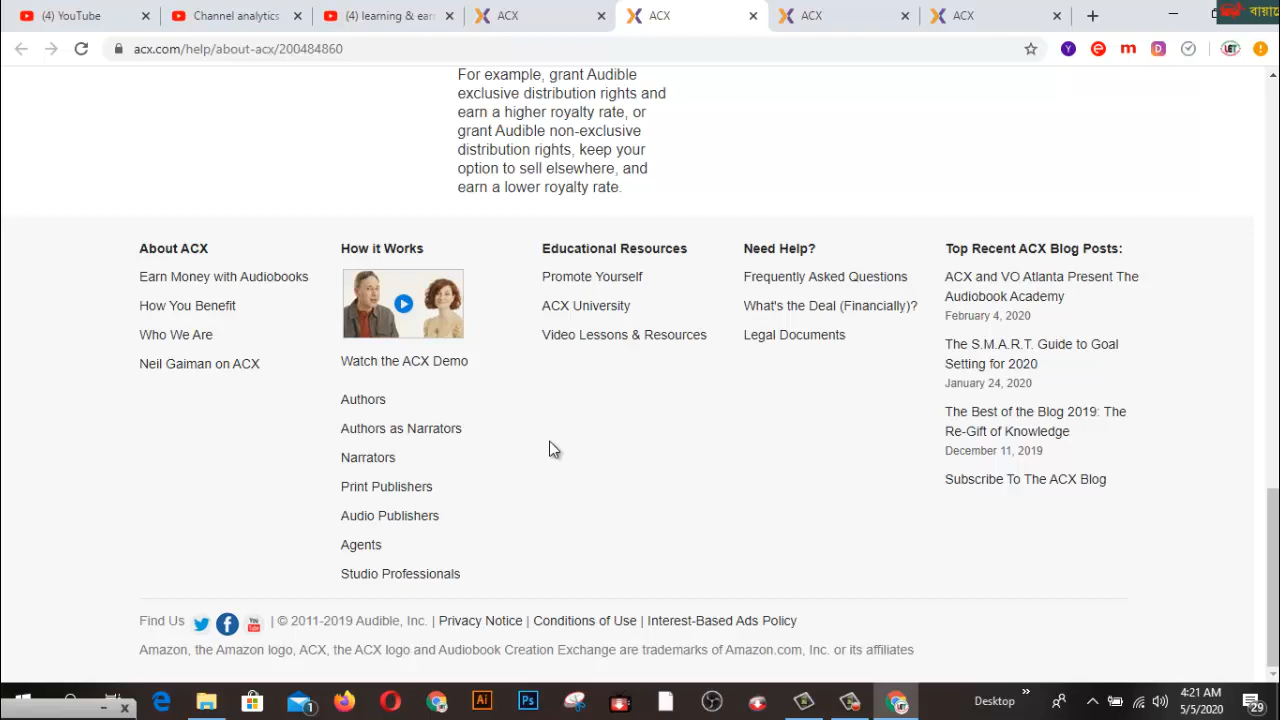 (4) YouTube
Channel analytics
(4) learning & ear
ACX
ACX
ACX
ACX
acx.com/help/about-acx/200484860
For example, grant Audible
exclusive distribution rights and
earn a higher royalty rate, or
grant Audible non-exclusive
distribution rights, keep your
option to sell elsewhere, and
earn a lower royalty rate.
About ACX
Earn Money with Audiobooks
How You Benefit
Who We Are
Neil Gaiman on ACX
How it Works
Watch the ACX Demo
Authors
Authors as Narrators
Narrators
Print Publishers
Audio Publishers
Agents
Studio Professionals
Educational Resources
Promote Yourself
ACX University
Video Lessons & Resources
Need Help?
Frequently Asked Questions
What's the Deal (Financially)?
Legal Documents
Top Recent ACX Blog Posts:
ACX and VO Atlanta Present The
Audiobook Academy
February 4, 2020
The S.M.A.R.T. Guide to Goal
Setting for 2020
January 24, 2020
The Best of the Blog 2019: The
Re-Gift of Knowledge
December 11, 2019
Subscribe To The ACX Blog
Find Us | © 2011-2019 Audible, Inc. | Privacy Notice | Conditions of Use | Interest-Based Ads Policy
Amazon, the Amazon logo, ACX, the ACX logo and Audiobook Creation Exchange are trademarks of Amazon.com, Inc. or its affiliates
Desktop
4:21 AM
5/5/2020
29